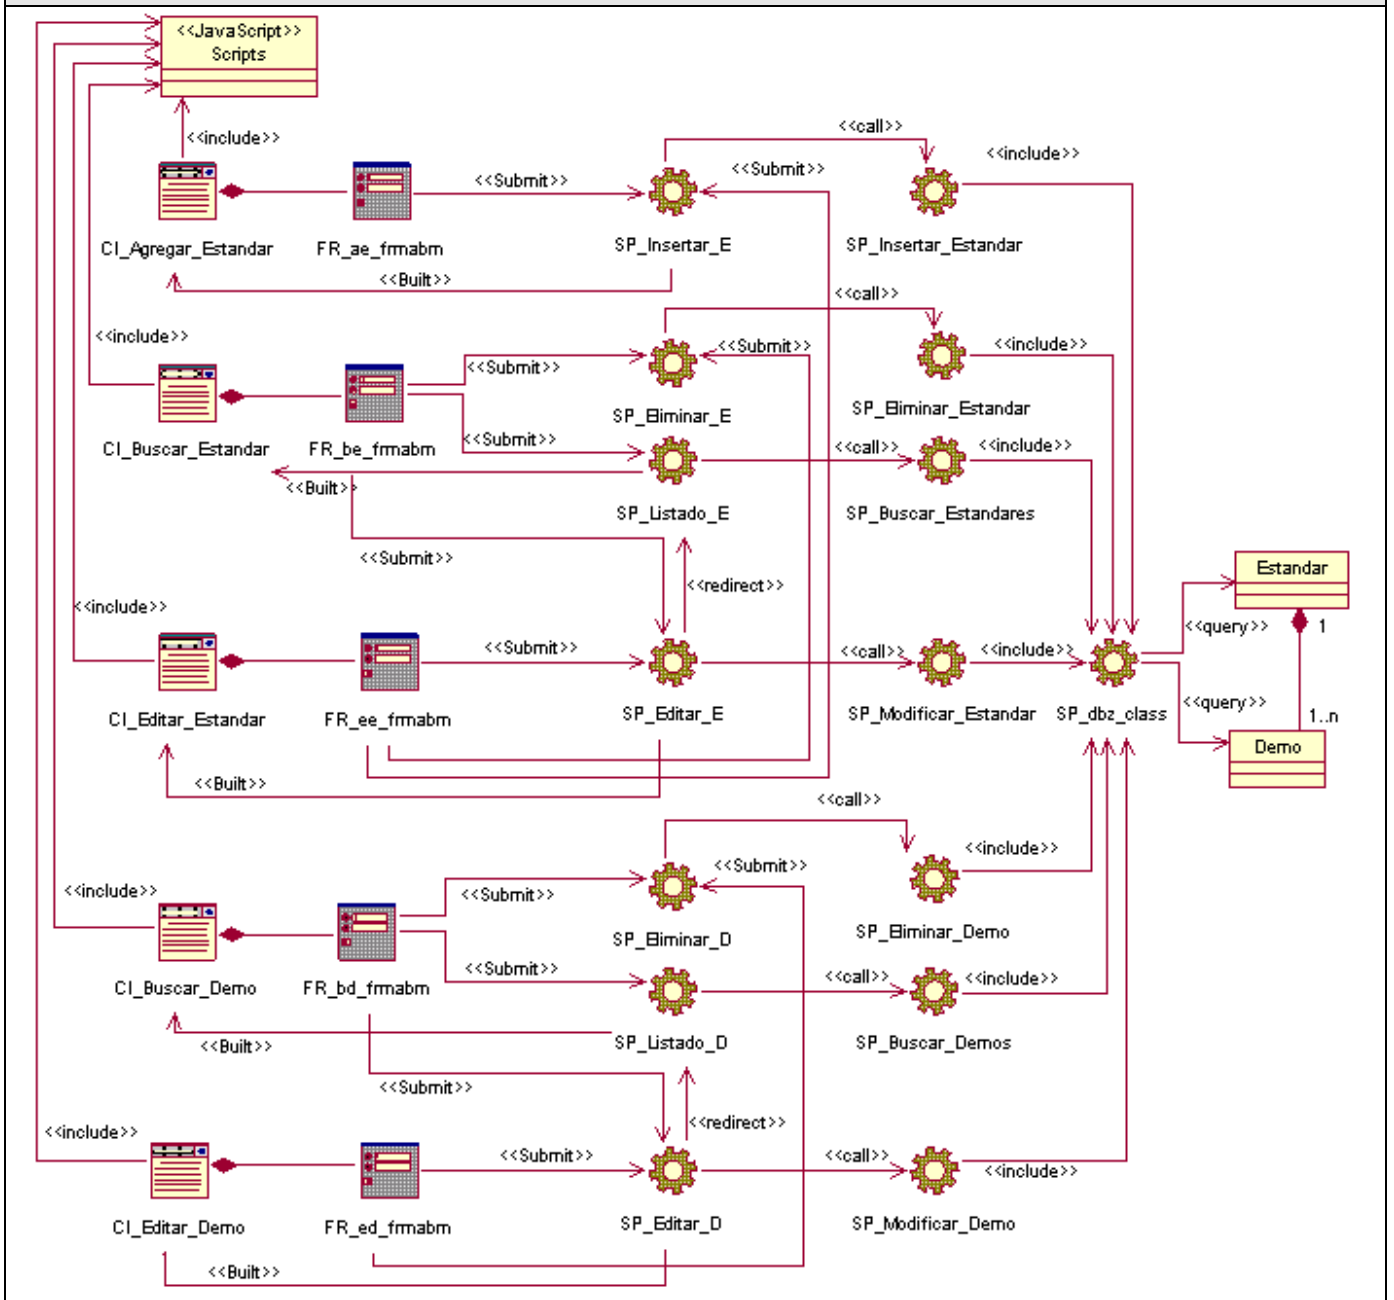 <<JavaScript>>
Scripts
<<include>>
<<call>>
<<include>>
<<Submit>>
<<Submit>>
CI_Agregar_Estandar
FR_ae_frmabm
SP_Insertar_E
SP_Insertar_Estandar
<<Built>>
<<call>>
<<include>>
<<Submit>>
<<Submit>>
<<include>>
CI_Buscar_Estandar
FR_be_frmabm
SP_Eliminar_E
SP_Eliminar_Estandar
<<Submit>>
<<call>>
<<include>>
<<Built>>
SP_Listado_E
SP_Buscar_Estandares
<<Submit>>
<<redirect>>
Estandar
<<include>>
<<Submit>>
<<call>>
<<include>>
<<query>>
1
CI_Editar_Estandar
FR_ee_frmabm
SP_Editar_E
SP_Modificar_Estandar
SP_dbz_class
<<query>>
1..n
Demo
<<Built>>
<<call>>
<<include>>
<<Submit>>
<<Submit>>
<<include>>
SP_Eliminar_D
SP_Eliminar_Demo
CI_Buscar_Demo
FR_bd_frmabm
<<Submit>>
<<call>>
<<include>>
<<Built>>
SP_Listado_D
SP_Buscar_Demos
<<Submit>>
<<redirect>>
<<include>>
<<Submit>>
<<call>>
<<include>>
CI_Editar_Demo
FR_ed_frmabm
SP_Editar_D
SP_Modificar_Demo
<<Built>>